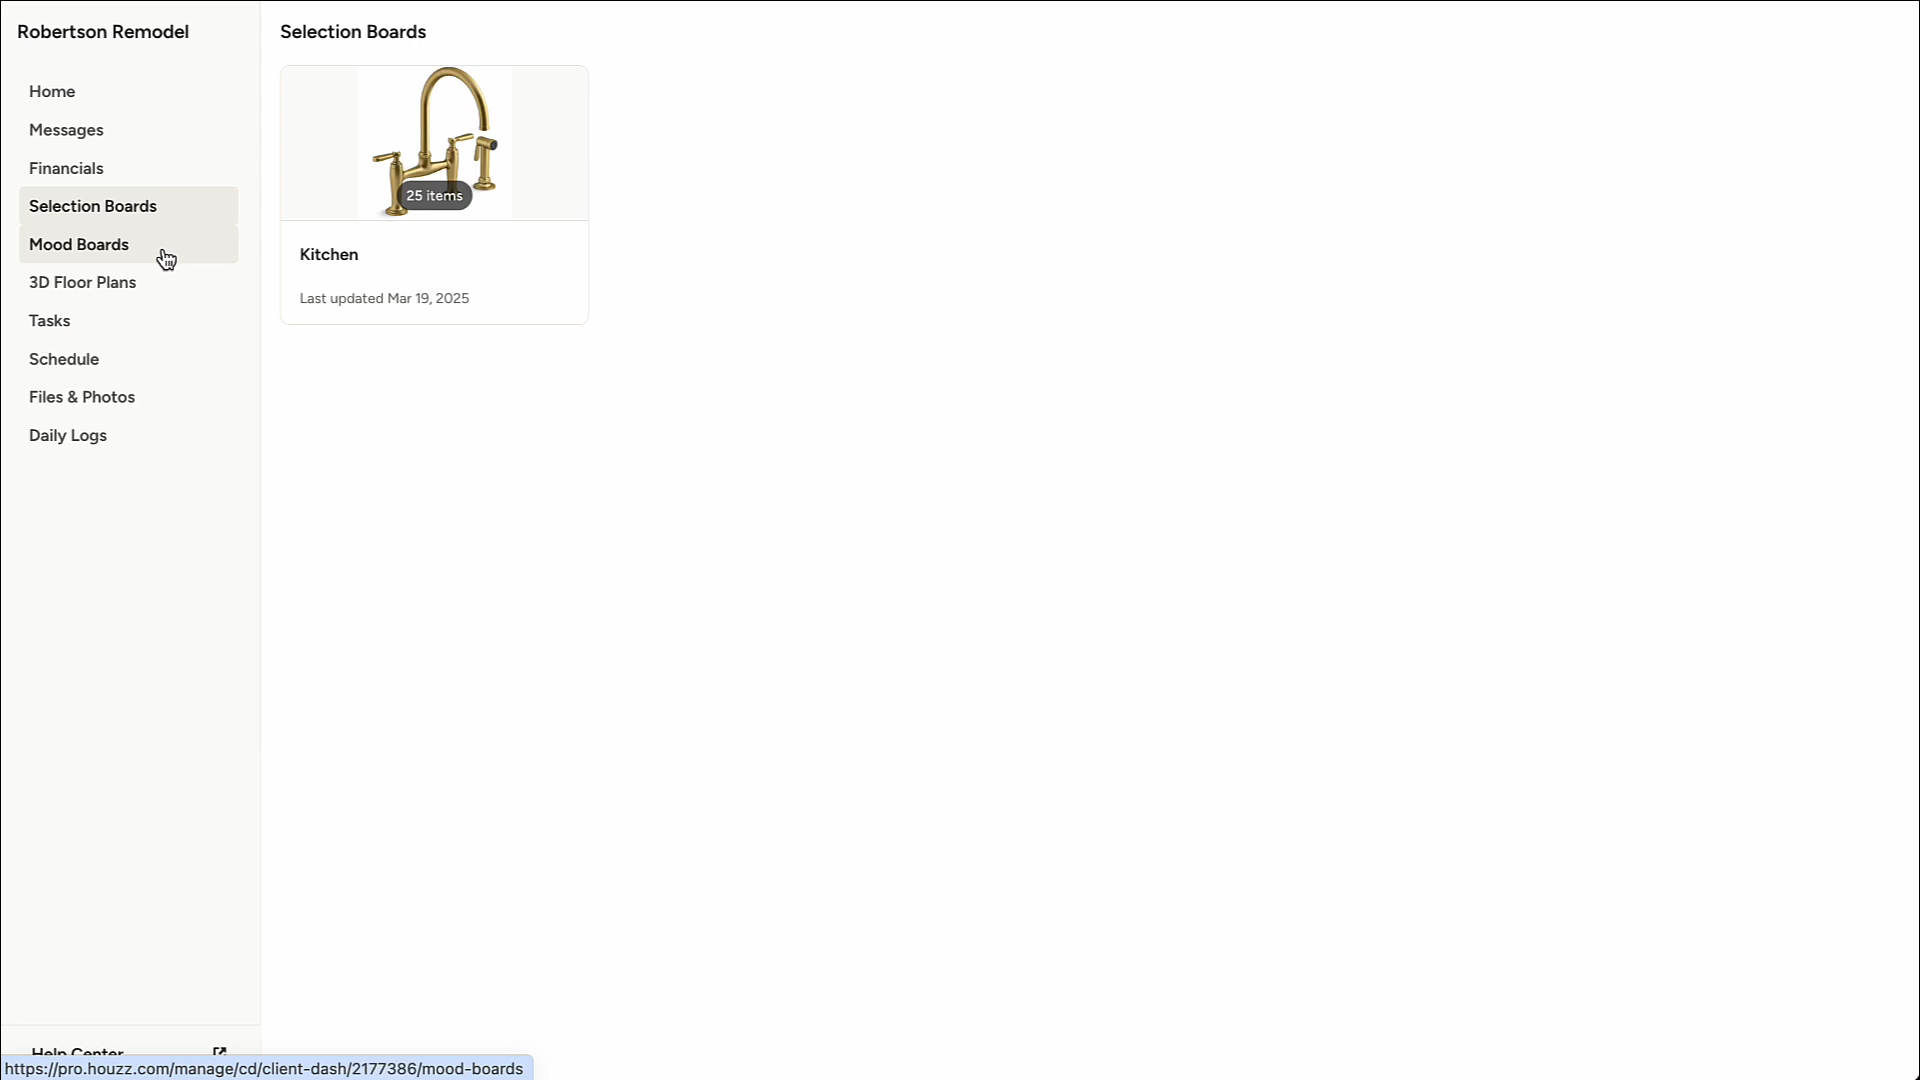 Robertson Remodel
Home
Messages
Financials
Selection Boards
Mood Boards
3D Floor Plans
Tasks
Schedule
Files & Photos
Daily Logs
Help Center
https://pro.houzz.com/manage/cd/client-dash/2177386/mood-boards
Selection Boards
25 items
Kitchen
Last updated Mar 19, 2025